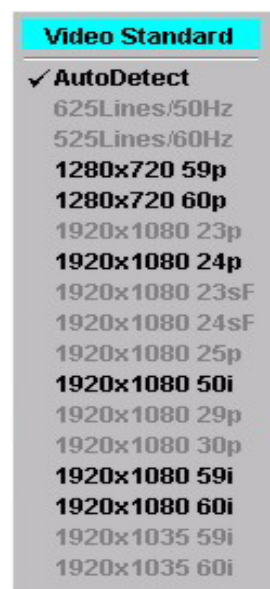 Video Standard
✓ AutoDetect
625Lines/50Hz
525Lines/60Hz
1280x720 59p
1280x720 60p
1920x1080 23p
1920x1080 24p
1920x1080 23sF
1920x1080 24sF
1920x1080 25p
1920x1080 50i
1920x1080 29p
1920x1080 30p
1920x1080 59i
1920x1080 60i
1920x1035 59i
1920x1035 60i